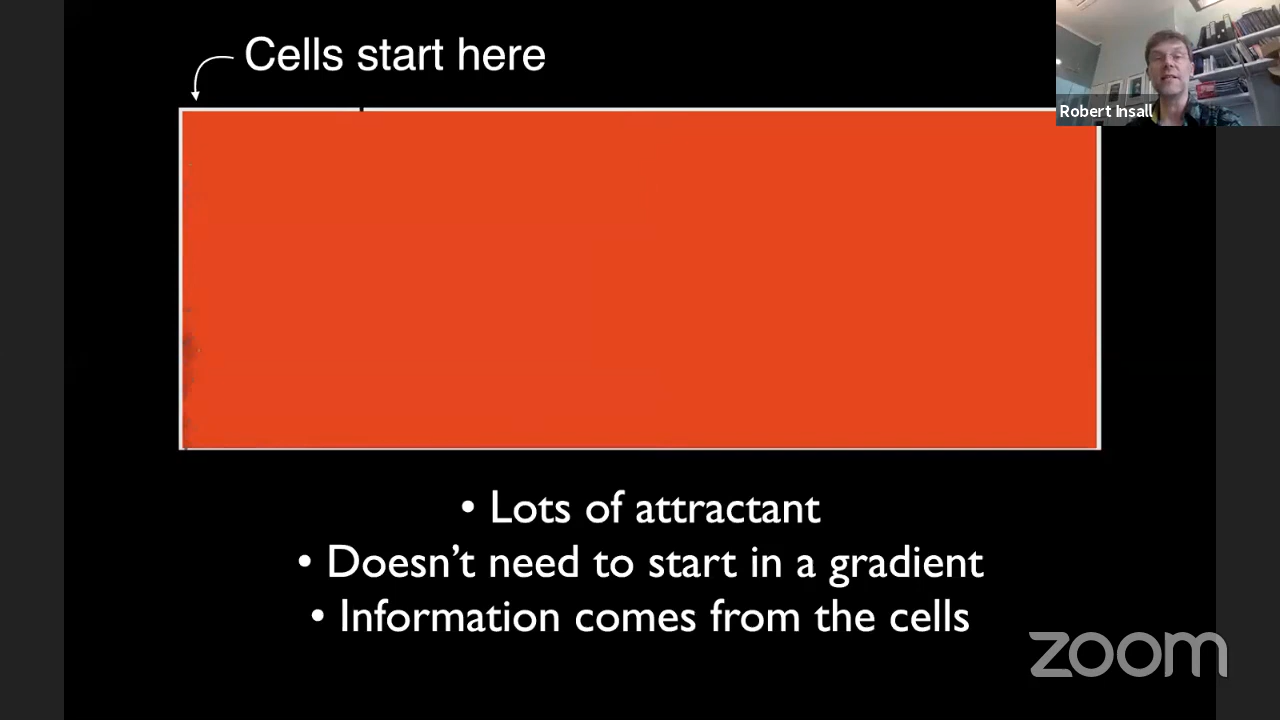 Cells start here
Robert Insall
• Lots of attractant
• Doesn’t need to start in a gradient
• Information comes from the cells
zoom